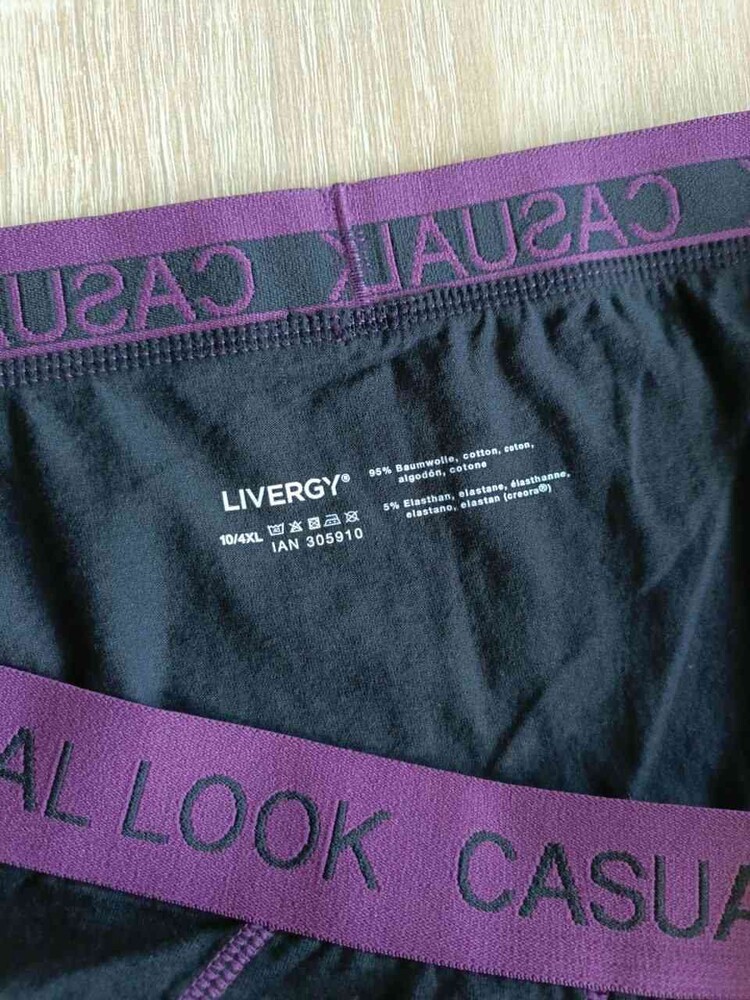 CASUAL CASUAL
LIVERGY®
10/4XL
IAN 305910
95% Baumwolle, cotton, coton,
algodón, cotone
5% Elasthan, elastane, élasthanne,
elastano, elastan (creora®)
AL LOOK CASUA